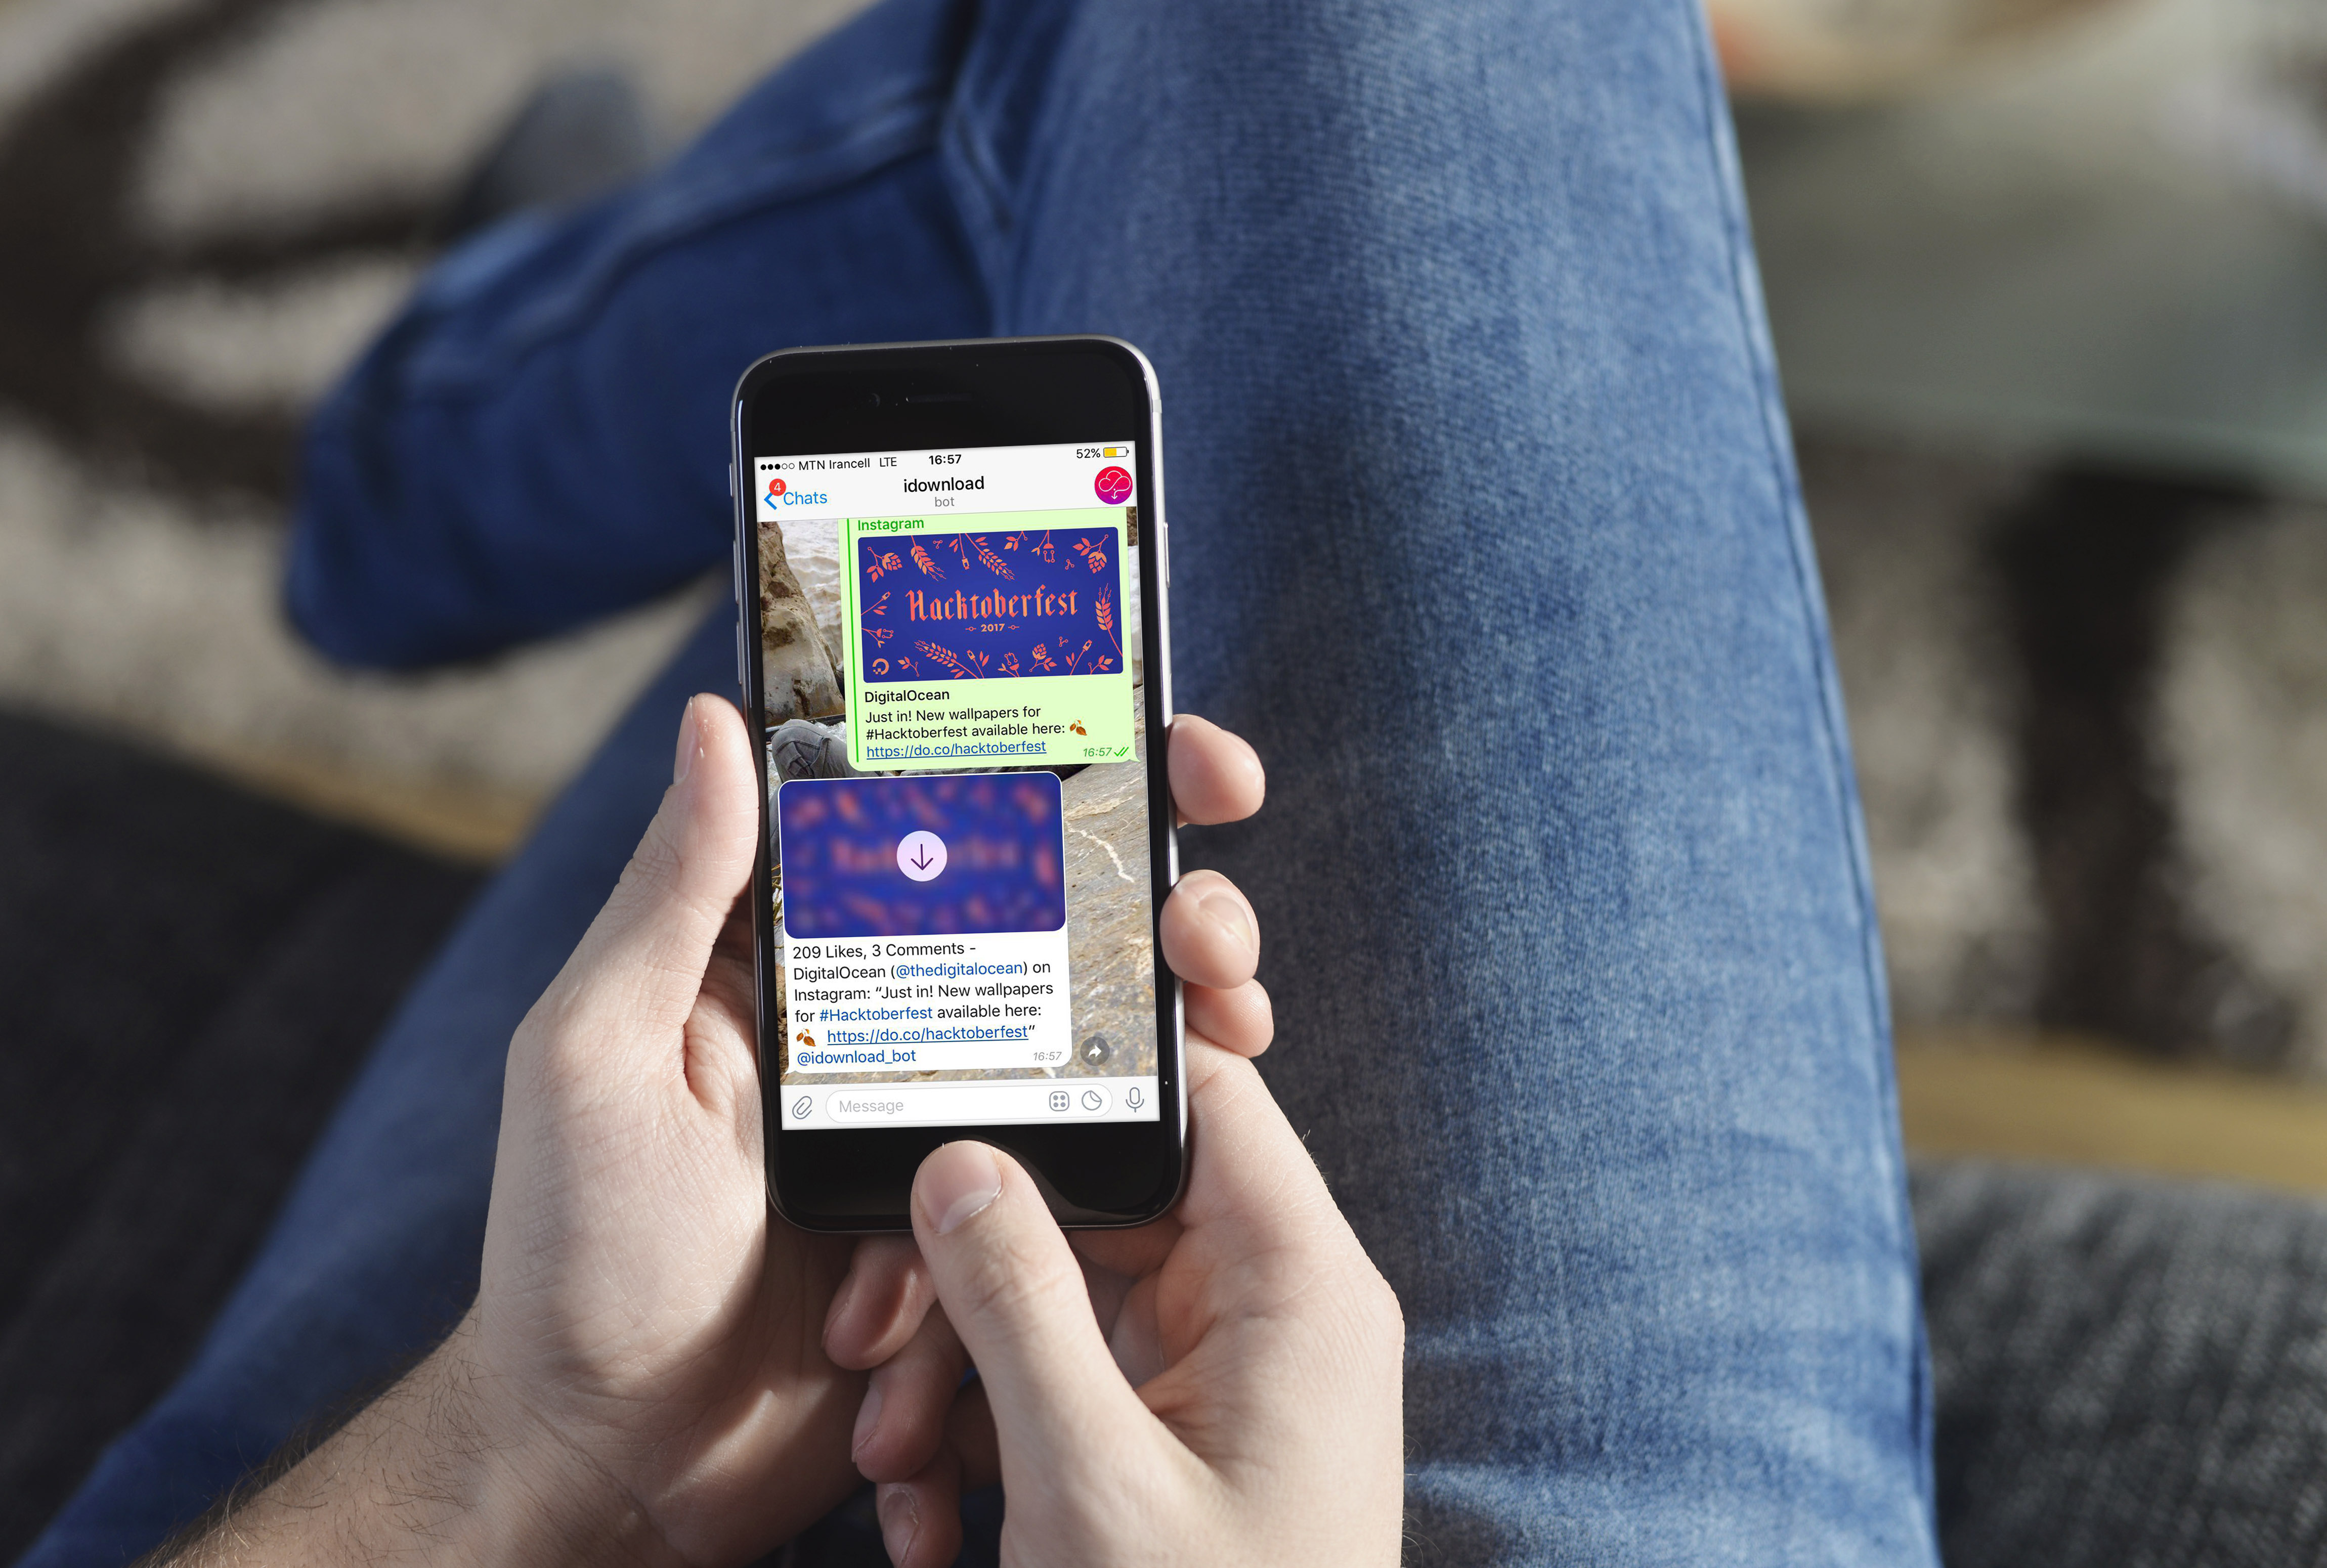 MTN Irancell LTE 16:57 52%
4 Chats
idownload
bot
Instagram
Hacktoberfest
2017
DigitalOcean
Just in! New wallpapers for
#Hacktoberfest available here: 🍂
https://do.co/hacktoberfest 16:57
Hacktoberfest
209 Likes, 3 Comments -
DigitalOcean (@thedigitalocean) on
Instagram: “Just in! New wallpapers
for #Hacktoberfest available here:
🍂 https://do.co/hacktoberfest”
@idownload_bot 16:57
Message